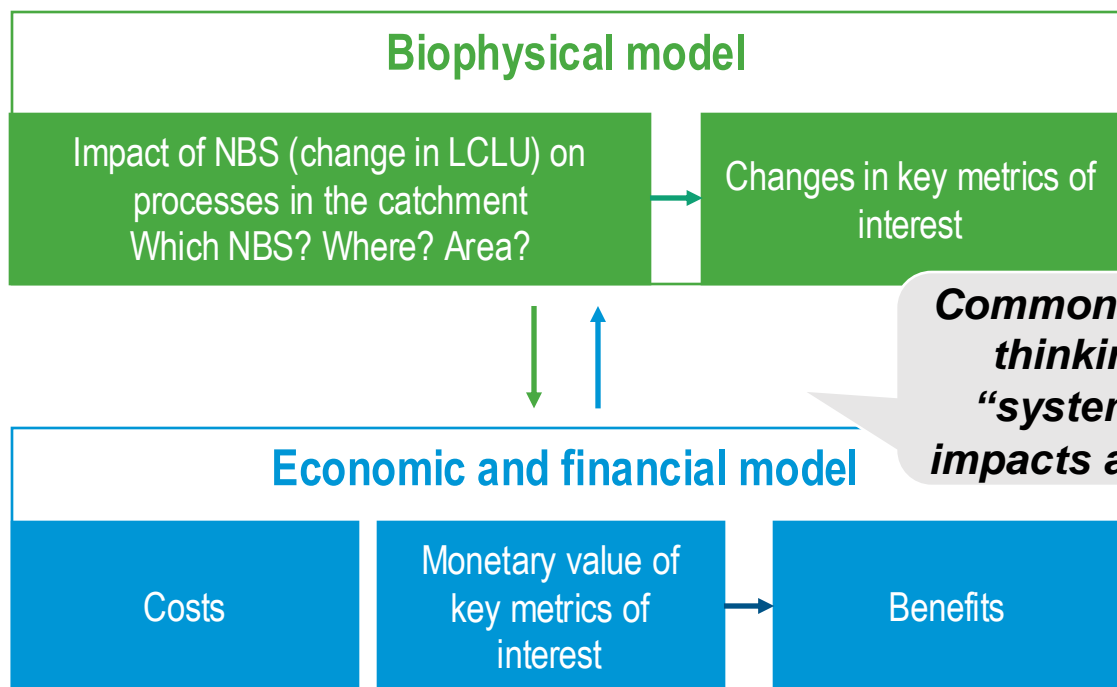 Biophysical model
Impact of NBS (change in LCLU) on
processes in the catchment
Which NBS? Where? Area?
Changes in key metrics of
interest
Common
“system
impacts
Economic and financial model
Costs
Monetary value of
key metrics of
interest
Benefits